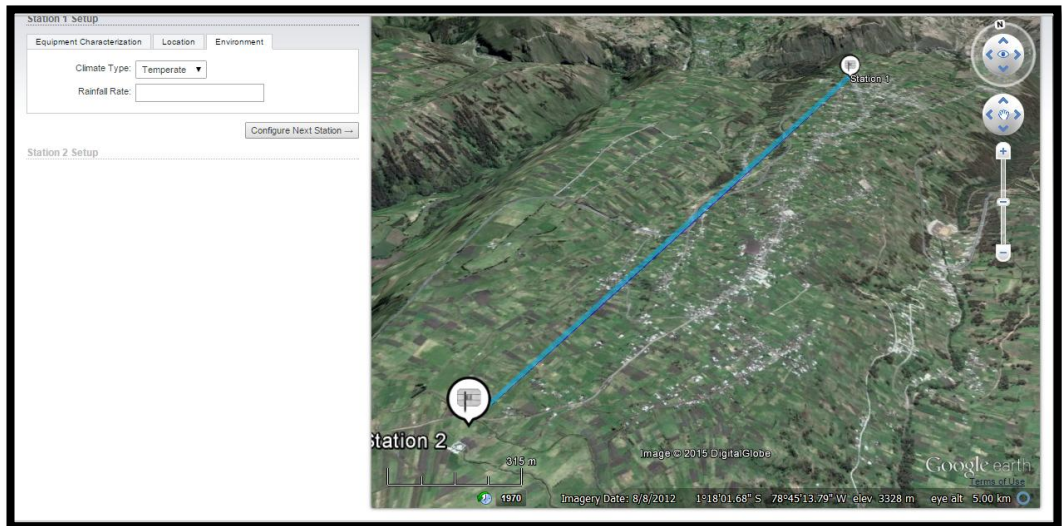 Station 1 Setup
Equipment Characterization Location Environment
Climate Type: Temperate ▼
Rainfall Rate:
Configure Next Station →
Station 2 Setup
N
Station 1
Station 2
315 m
Image © 2015 DigitalGlobe
Google earth
Terms of Use
1970 Imagery Date: 8/8/2012 1°18'01.68" S 78°45'13.79" W elev 3328 m eye alt 5.00 km